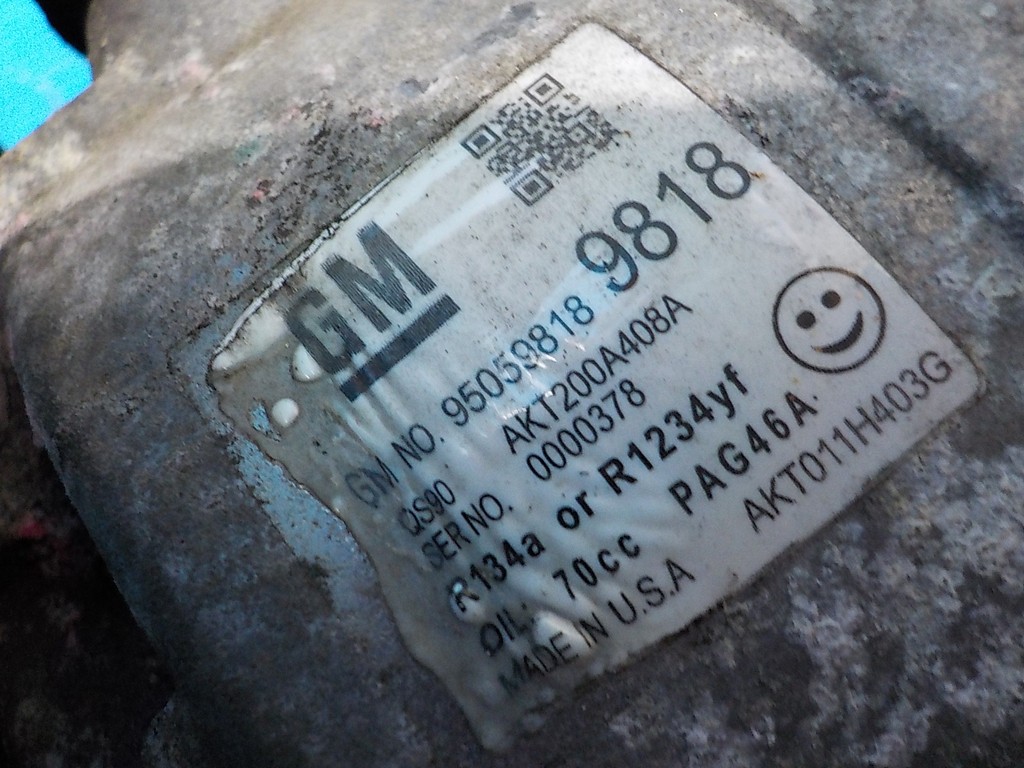 GM
GM NO. 95059818 9818
QS90 AKT200A408A
SER NO. 0000378
R134a or R1234yf
OIL: 70cc PAG46A
MADE IN U.S.A AKT011H403G